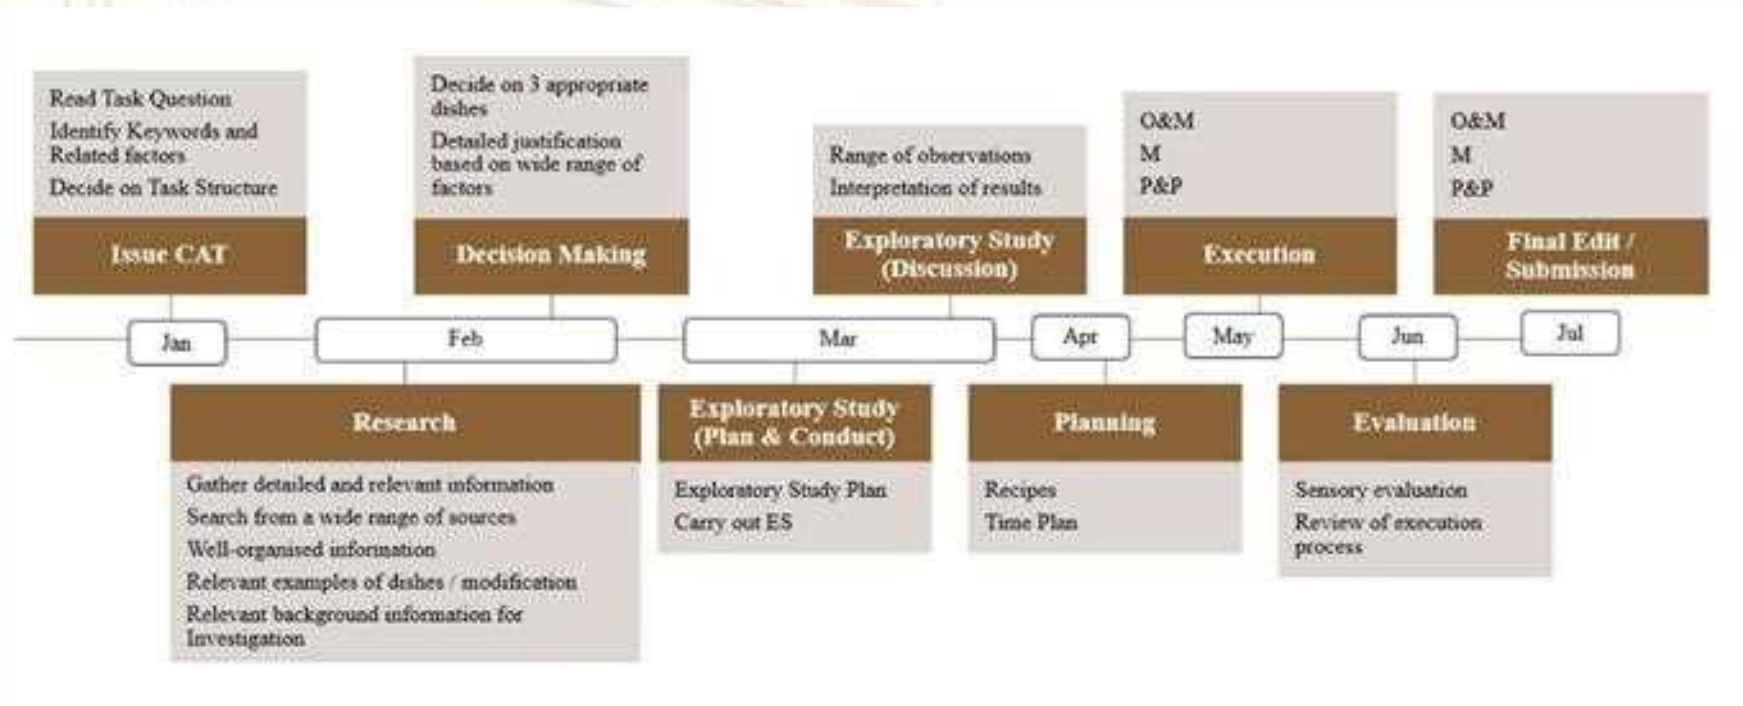 Read Task Question
Identify Keywords and
Related factors
Decide on Task Structure
Issue CAT
Decide on 3 appropriate
dishes
Detailed justification
based on wide range of
factors
Decision Making
Range of observations
Interpretation of results
Exploratory Study
(Discussion)
O&M
M
P&P
Execution
O&M
M
P&P
Final Edit /
Submission
Jan
Feb
Mar
Apr
May
Jun
Jul
Research
Gather detailed and relevant information
Search from a wide range of sources
Well-organised information
Relevant examples of dishes / modification
Relevant background information for
Investigation
Exploratory Study
(Plan & Conduct)
Exploratory Study Plan
Carry out ES
Planning
Recipes
Time Plan
Evaluation
Sensory evaluation
Review of execution
process